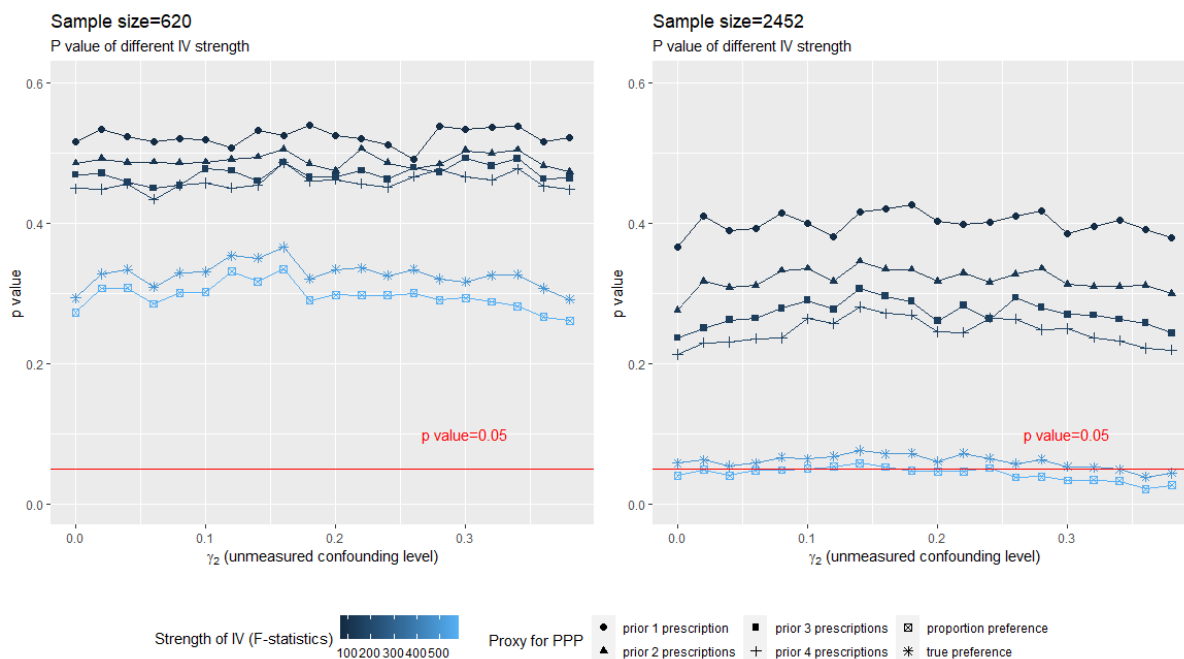 Sample size=620
P value of different IV strength
0.6
0.4
0.2
0.0
p value
p value=0.05
0.0 0.1 0.2 0.3
γ2 (unmeasured confounding level)
Sample size=2452
P value of different IV strength
0.6
0.4
0.2
0.0
p value
p value=0.05
0.0 0.1 0.2 0.3
γ2 (unmeasured confounding level)
Strength of IV (F-statistics)
100 200 300 400 500
Proxy for PPP
prior 1 prescription
prior 2 prescriptions
prior 3 prescriptions
prior 4 prescriptions
proportion preference
true preference